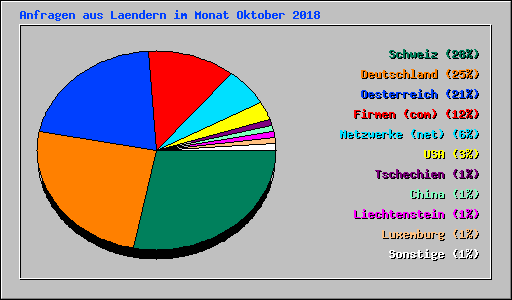 Anfragen aus Laendern im Monat Oktober 2018
Schweiz (28%)
Deutschland (25%)
Oesterreich (21%)
Firmen (com) (12%)
Netzwerke (net) (6%)
USA (3%)
Tschechien (1%)
China (1%)
Liechtenstein (1%)
Luxemburg (1%)
Sonstige (1%)